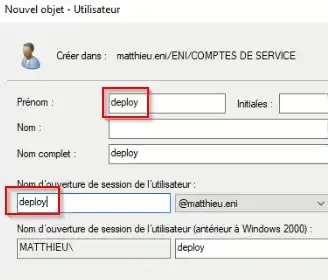 Nouvel objet - Utilisateur
Créer dans : matthieu.eni/ENI/COMPTES DE SERVICE
Prénom : deploy Initiales :
Nom :
Nom complet : deploy
Nom d'ouverture de session de l'utilisateur :
deploy @matthieu.eni
Nom d'ouverture de session de l'utilisateur (antérieur à Windows 2000) :
MATTHIEU\ deploy